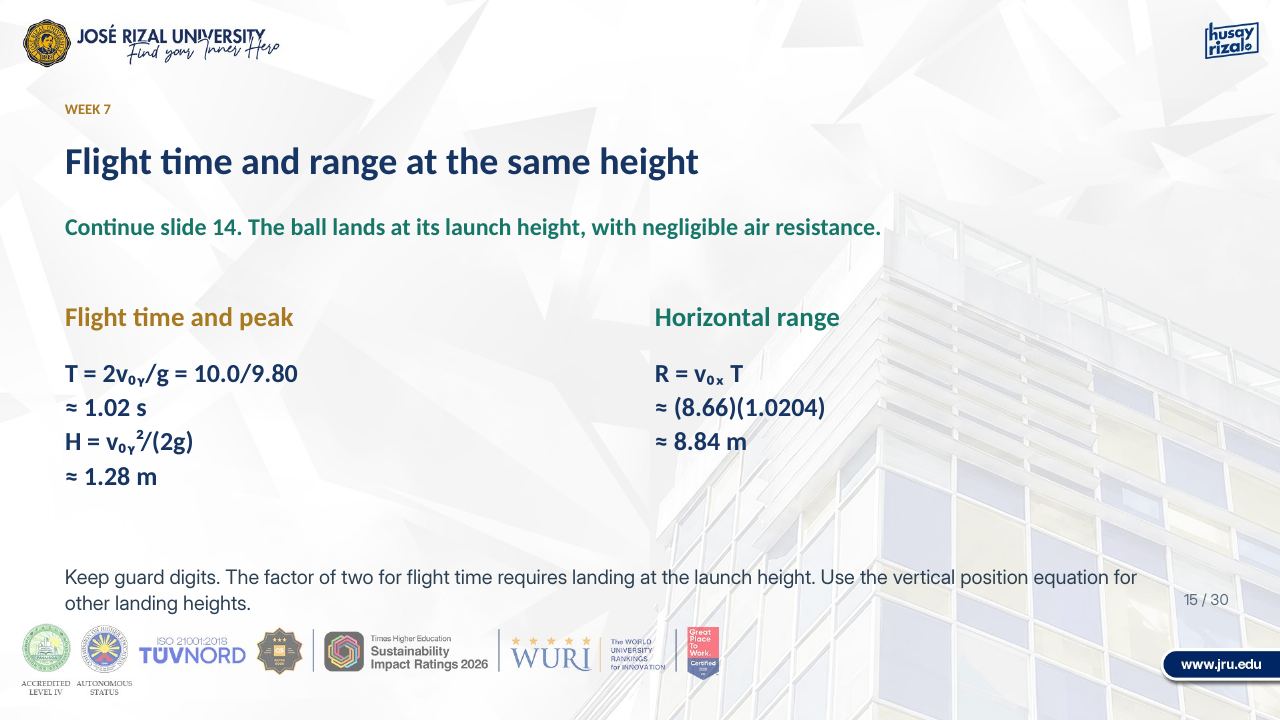 JOSÉ RIZAL UNIVERSITY
Find your Inner Hero
husay
rizal
WEEK 7
Flight time and range at the same height
Continue slide 14. The ball lands at its launch height, with negligible air resistance.
Flight time and peak
T = 2v₀ᵧ/g = 10.0/9.80
≈ 1.02 s
H = v₀ᵧ²/(2g)
≈ 1.28 m
Horizontal range
R = v₀ₓ T
≈ (8.66)(1.0204)
≈ 8.84 m
Keep guard digits. The factor of two for flight time requires landing at the launch height. Use the vertical position equation for
other landing heights.
15 / 30
ACCREDITED
LEVEL IV
AUTONOMOUS
STATUS
ISO 21001:2018
TÜVNORD
Times Higher Education
Sustainability
Impact Ratings 2026
WURI
The WORLD
UNIVERSITY
RANKINGS
for INNOVATION
Great
Place
To
Work.
Certified
www.jru.edu